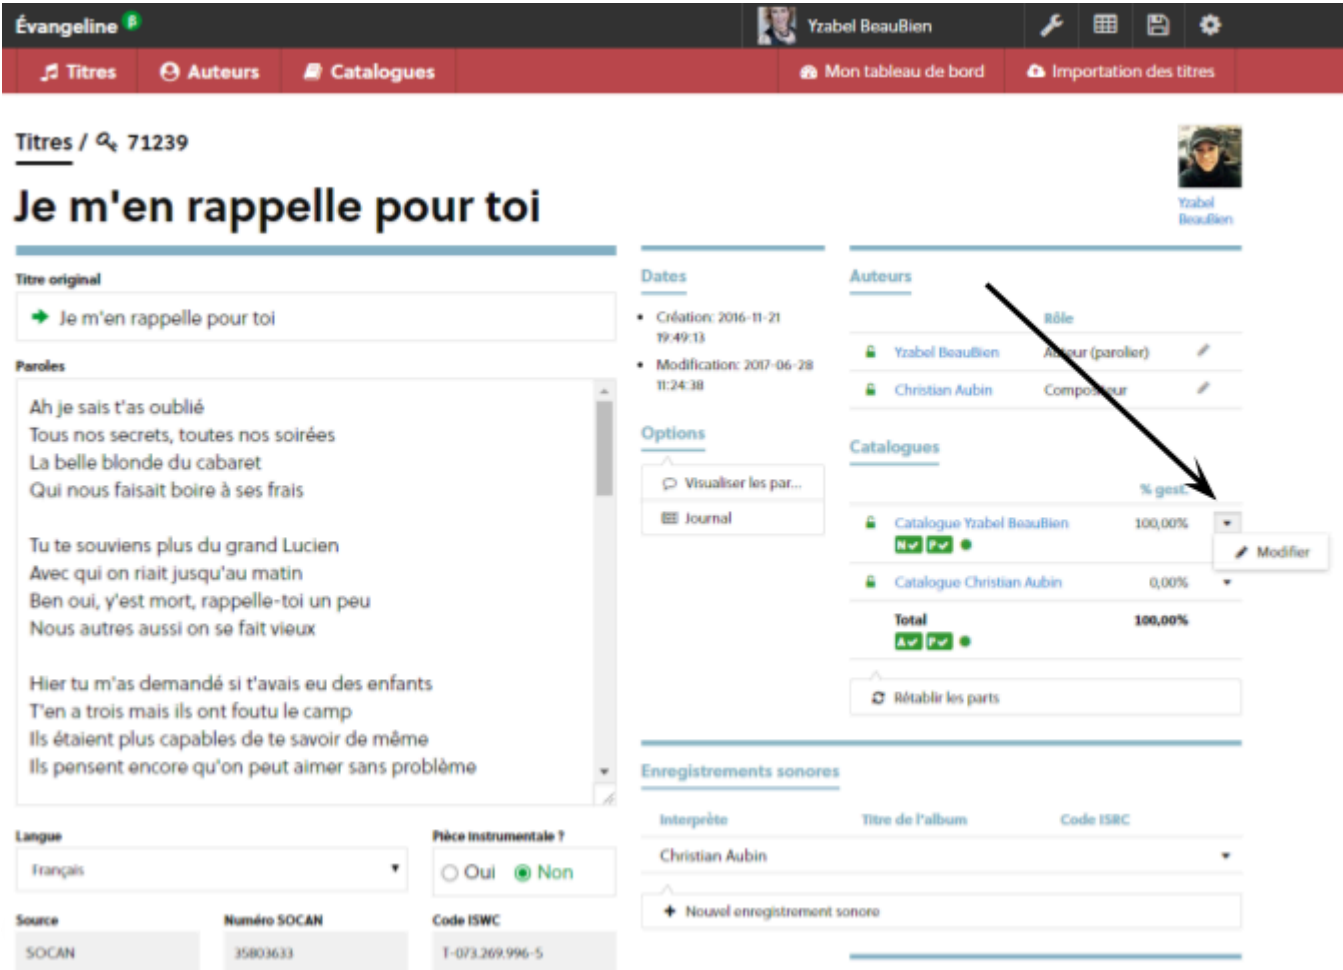 Évangeline β
Yzabel BeauBien
Titres
Auteurs
Catalogues
Mon tableau de bord
Importation des titres
Titres / 71239
Je m'en rappelle pour toi
Yzabel
BeauBien
Titre original
Je m'en rappelle pour toi
Paroles
Ah je sais t'as oublié
Tous nos secrets, toutes nos soirées
La belle blonde du cabaret
Qui nous faisait boire à ses frais
Tu te souviens plus du grand Lucien
Avec qui on riait jusqu'au matin
Ben oui, y'est mort, rappelle-toi un peu
Nous autres aussi on se fait vieux
Hier tu m'as demandé si t'avais eu des enfants
T'en a trois mais ils ont foutu le camp
Ils étaient plus capables de te savoir de même
Ils pensent encore qu'on peut aimer sans problème
Langue
Français
Pièce instrumentale ?
Oui
Non
Source
SOCAN
Numéro SOCAN
35803633
Code ISWC
T-073.269.996-5
Dates
Création: 2016-11-21
19:49:13
Modification: 2017-06-28
11:24:38
Options
Visualiser les par...
Journal
Auteurs
Rôle
Yzabel BeauBien Auteur (parolier)
Christian Aubin Compositeur
Catalogues
% gest.
Catalogue Yzabel BeauBien 100,00%
N P
Modifier
Catalogue Christian Aubin 0,00%
Total 100,00%
A P
Rétablir les parts
Enregistrements sonores
Interprète Titre de l'album Code ISRC
Christian Aubin
Nouvel enregistrement sonore